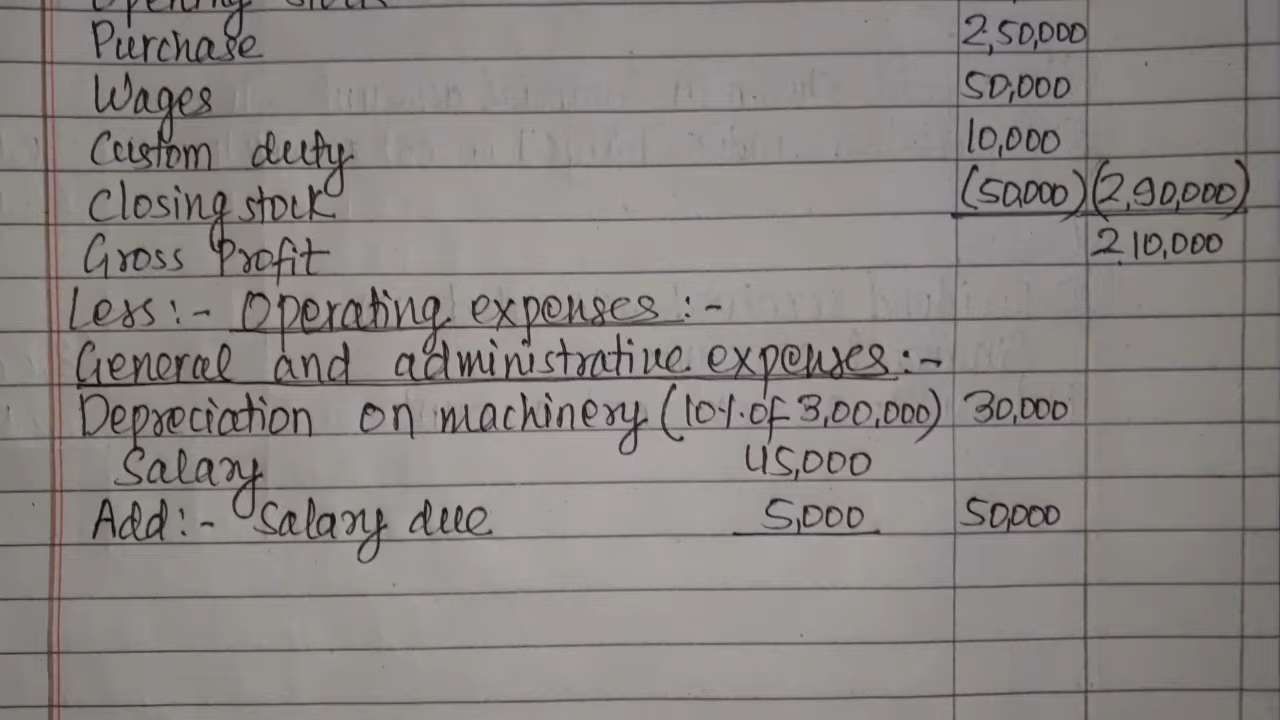 Opening stock
Purchase 2,50,000
Wages 50,000
Custom duty 10,000
Closing stock (50,000) (2,90,000)
Gross Profit 2,10,000
Less:- Operating expenses:-
General and administrative expenses:-
Depreciation on machinery (10%.of 3,00,000) 30,000
Salary 45,000
Add:- Salary due 5,000 50,000